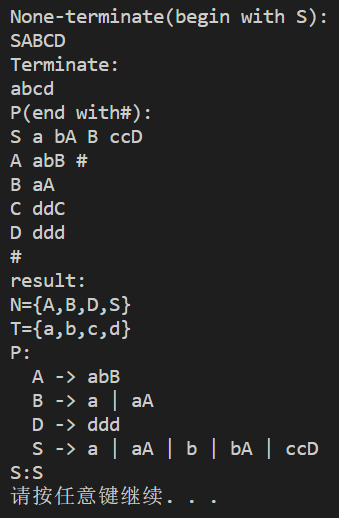 None-terminate(begin with S):
SABCD
Terminate:
abcd
P(end with#):
S a bA B ccD
A abB #
B aA
C ddC
D ddd
#
result:
N={A,B,D,S}
T={a,b,c,d}
P:
  A -> abB
  B -> a | aA
  D -> ddd
  S -> a | aA | b | bA | ccD
S:S
请按任意键继续. . .